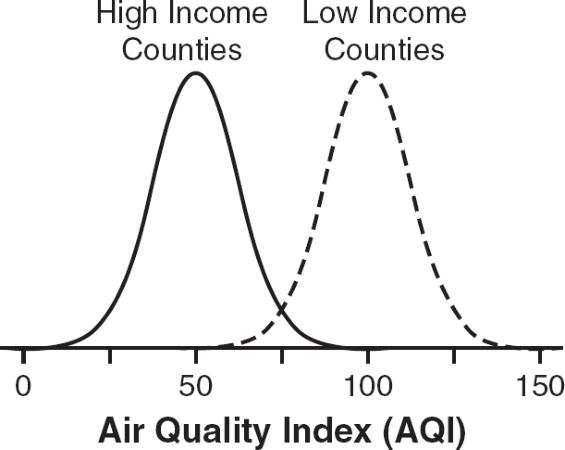 High Income
Counties
Low Income
Counties
0 50 100 150
Air Quality Index (AQI)